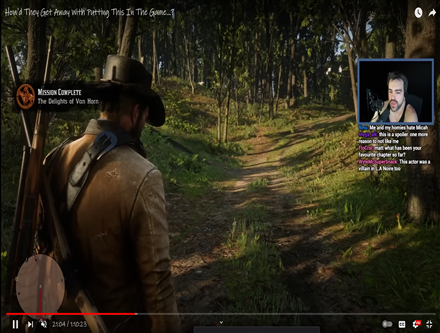 How'd They Get Away With Putting This In The Game...?
MISSION COMPLETE
The Delights of Van Horn
Me and my homies hate Micah
this is a spoiler. one more
reason to not like me
matt what has been your
favourite chapter so far?
This actor was a
villain in L.A Noire too
21:04 / 1:10:23